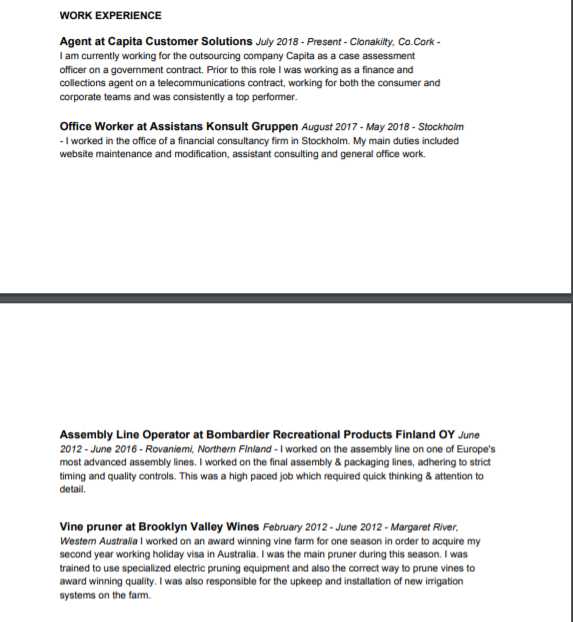 WORK EXPERIENCE
Agent at Capita Customer Solutions July 2018 - Present - Clonakilty, Co.Cork -
I am currently working for the outsourcing company Capita as a case assessment
officer on a government contract. Prior to this role I was working as a finance and
collections agent on a telecommunications contract, working for both the consumer and
corporate teams and was consistently a top performer.
Office Worker at Assistans Konsult Gruppen August 2017 - May 2018 - Stockholm
- I worked in the office of a financial consultancy firm in Stockholm. My main duties included
website maintenance and modification, assistant consulting and general office work.
Assembly Line Operator at Bombardier Recreational Products Finland OY June
2012 - June 2016 - Rovaniemi, Northern Finland - I worked on the assembly line on one of Europe's
most advanced assembly lines. I worked on the final assembly & packaging lines, adhering to strict
timing and quality controls. This was a high paced job which required quick thinking & attention to
detail.
Vine pruner at Brooklyn Valley Wines February 2012 - June 2012 - Margaret River,
Western Australia I worked on an award winning vine farm for one season in order to acquire my
second year working holiday visa in Australia. I was the main pruner during this season. I was
trained to use specialized electric pruning equipment and also the correct way to prune vines to
award winning quality. I was also responsible for the upkeep and installation of new irrigation
systems on the farm.